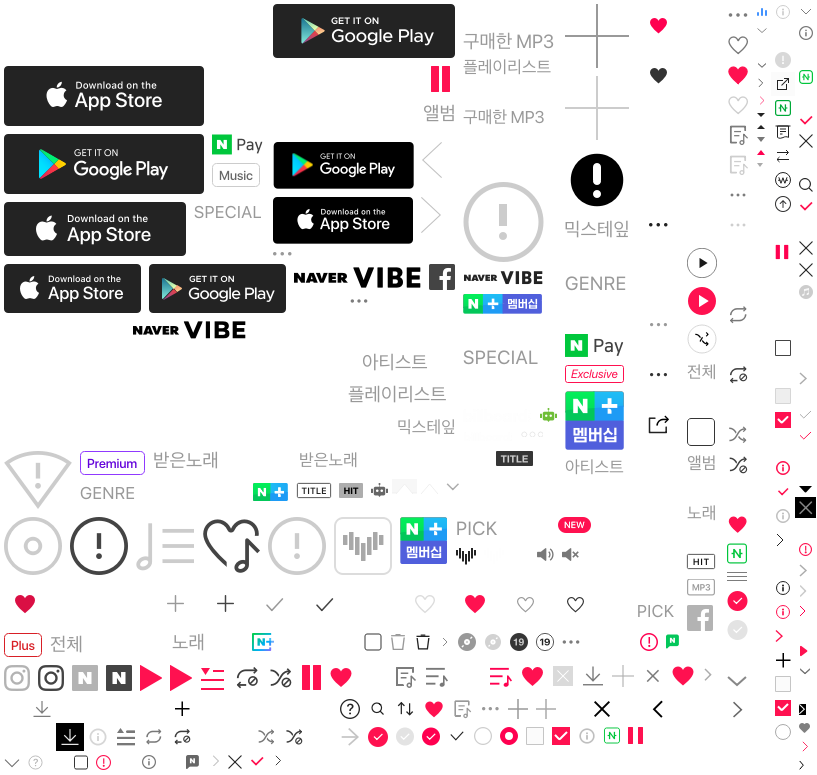 GET IT ON
Google Play
구매한 MP3
플레이리스트
Download on the
App Store
앨범
구매한 MP3
GET IT ON
Google Play
N Pay
Music
GET IT ON
Google Play
Download on the
App Store
SPECIAL
Download on the
App Store
믹스테잎
Download on the
App Store
GET IT ON
Google Play
NAVER VIBE
NAVER VIBE
GENRE
N + 멤버십
NAVER VIBE
N Pay
아티스트
SPECIAL
Exclusive
전체
플레이리스트
N +
멤버십
믹스테잎
Premium
받은노래
받은노래
TITLE
아티스트
앨범
GENRE
N +
TITLE
HIT
노래
N +
멤버십
PICK
NEW
HIT
MP3
PICK
Plus
전체
노래
N+
19
19
N
N
N